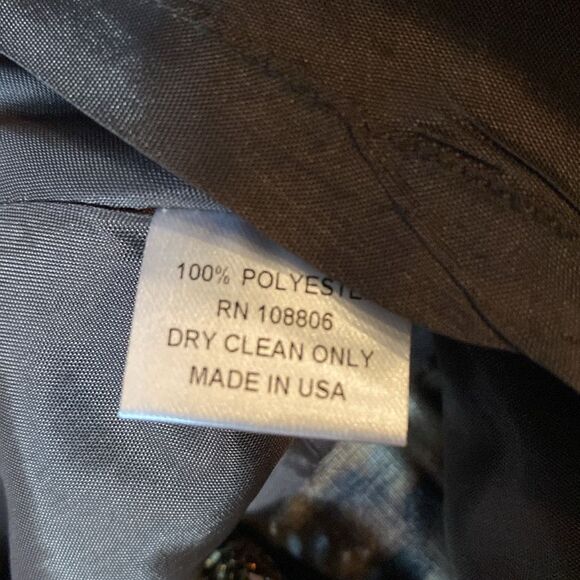 100% POLYESTE
RN 108806
DRY CLEAN ONLY
MADE IN USA